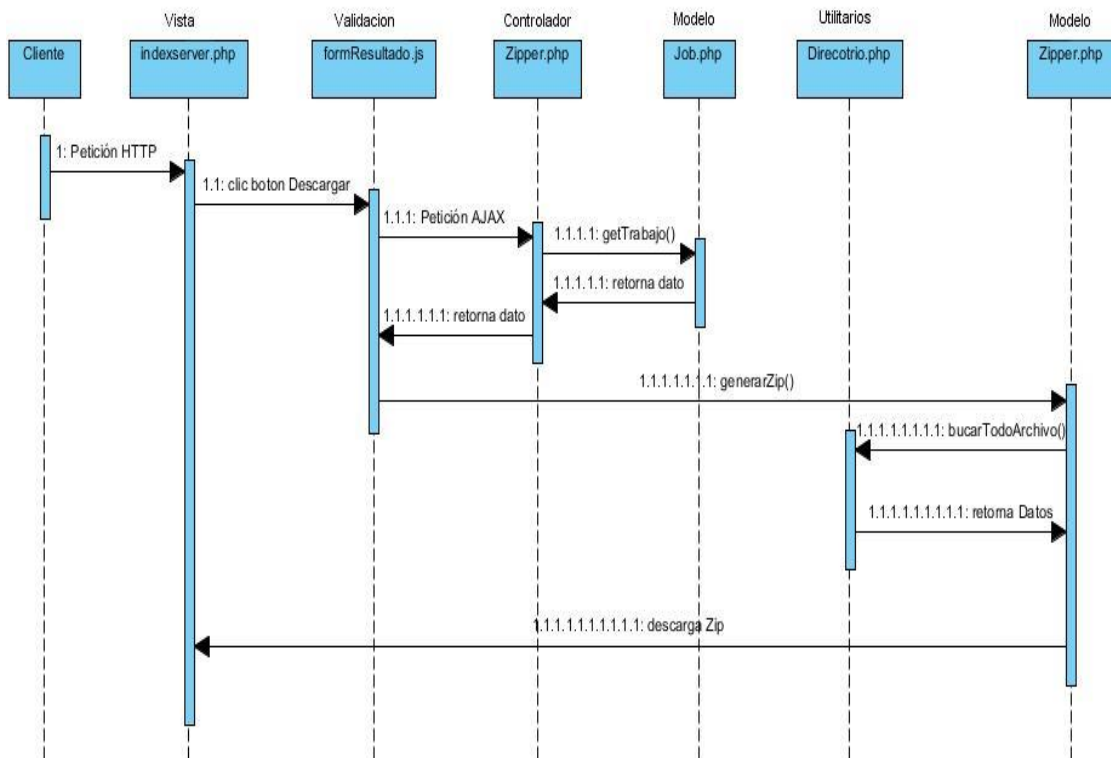 Vista
Validacion
Controlador
Modelo
Utilitarios
Modelo
Cliente
indexserver.php
formResultado.js
Zipper.php
Job.php
Direcotrio.php
Zipper.php
1: Petición HTTP
1.1: clic boton Descargar
1.1.1: Petición AJAX
1.1.1.1: getTrabajo()
1.1.1.1.1: retorna dato
1.1.1.1.1.1: retorna dato
1.1.1.1.1.1.1: generarZip()
1.1.1.1.1.1.1.1: bucarTodoArchivo()
1.1.1.1.1.1.1.1.1: retorna Datos
1.1.1.1.1.1.1.1.1.1: descarga Zip